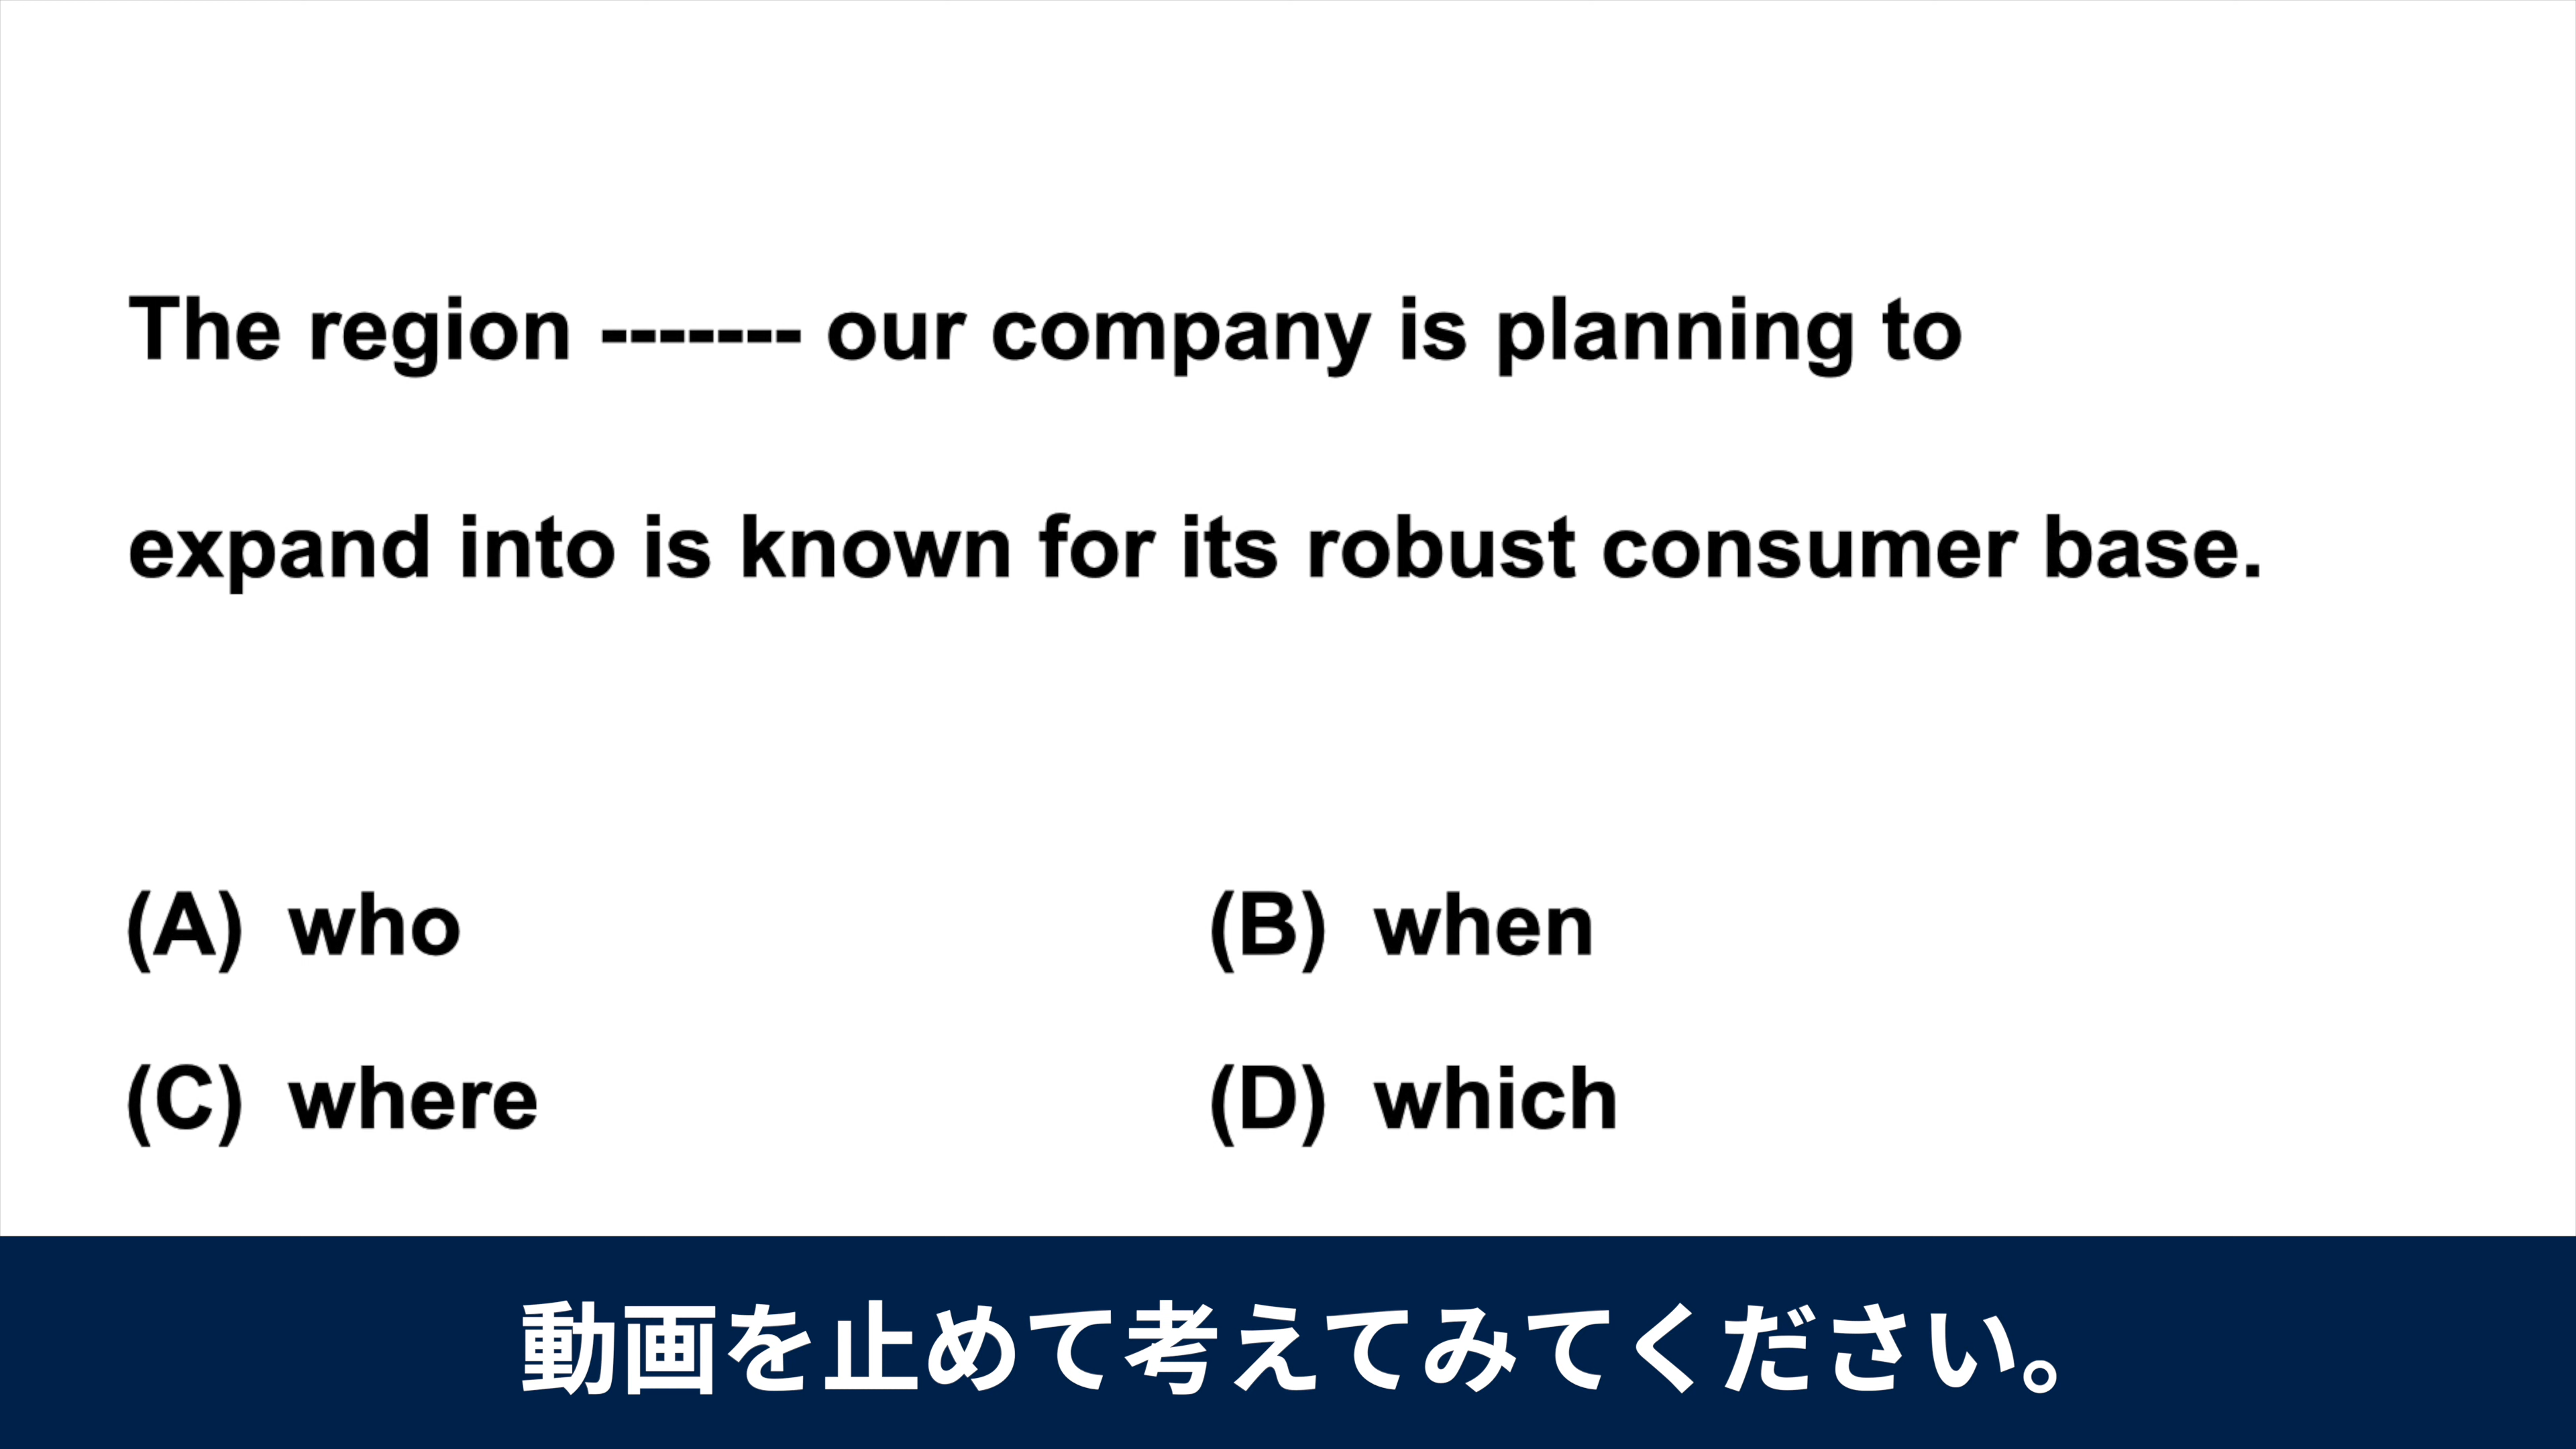 The region ------- our company is planning to
expand into is known for its robust consumer base.
(A) who
(B) when
(C) where
(D) which
動画を止めて考えてみてください。